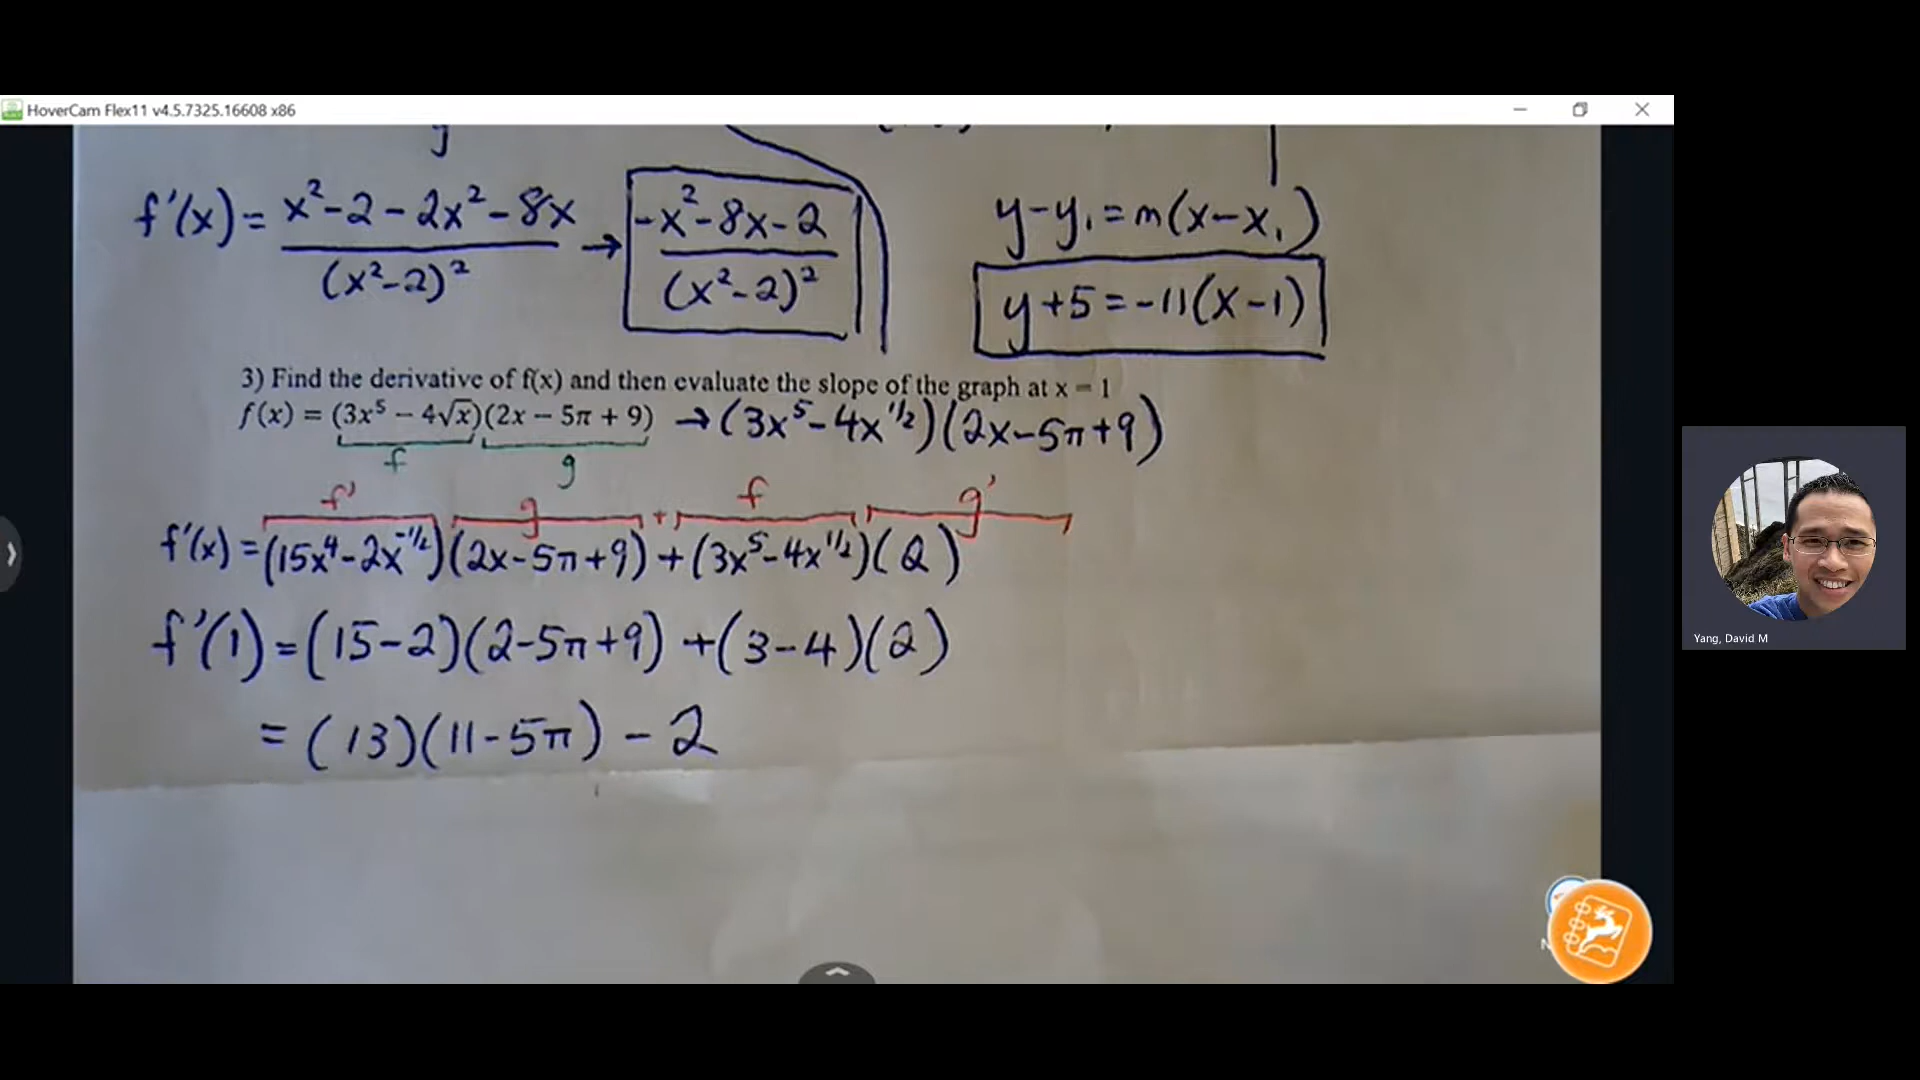 HoverCam Flex11 v4.5.7325.16608 x86
g
f'(x) = x²-2-2x²-8x / (x²-2)² → -x²-8x-2 / (x²-2)²
y-y₁ = m(x-x₁)
y+5 = -11(x-1)
3) Find the derivative of f(x) and then evaluate the slope of the graph at x = 1
f(x) = (3x⁵ − 4√x)(2x − 5π + 9) → (3x⁵-4x^1/2)(2x-5π+9)
f g
f' g + f g'
f'(x) = (15x⁴-2x^-1/2)(2x-5π+9) + (3x⁵-4x^1/2)(2)
f'(1) = (15-2)(2-5π+9) + (3-4)(2)
= (13)(11-5π) - 2
Yang, David M